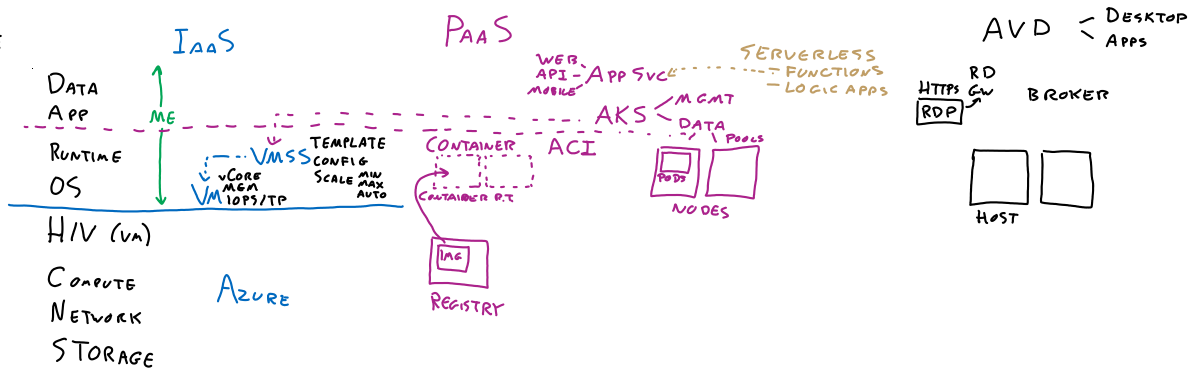 IAAS
PAAS
AVD
DESKTOP
APPS
DATA
APP
ME
RUNTIME
OS
H/V (VM)
COMPUTE
NETWORK
STORAGE
AZURE
VMSS
TEMPLATE
CONFIG
SCALE MIN
MAX
AUTO
VM
vCORE
MEM
IOPS/TP
CONTAINER
ACI
CONTAINER R.T
IMG
REGISTRY
WEB
API
MOBILE
APP SVC
SERVERLESS
FUNCTIONS
LOGIC APPS
AKS
MGMT
DATA
POOLS
PODS
NODES
HTTPS
RDP
RD
GW
BROKER
HOST